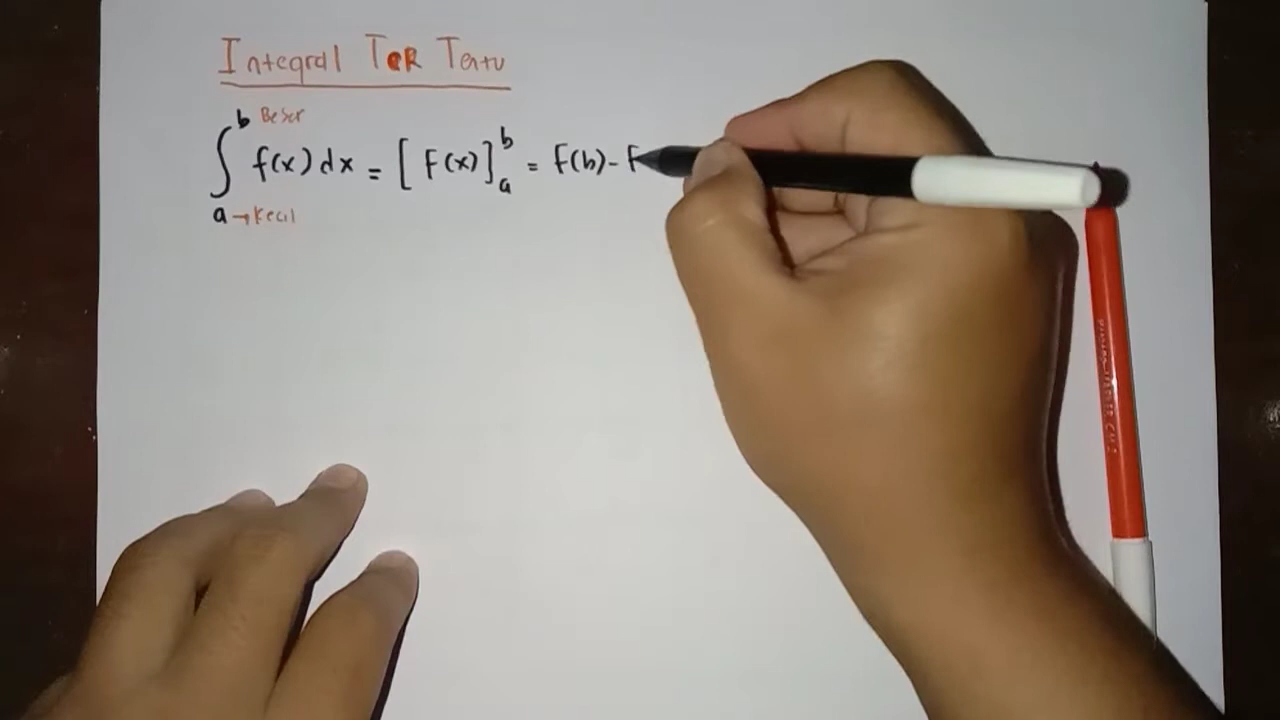 Integral TeR Tentu
b Besar
∫ f(x) dx = [ F(x) ]ᵇₐ = F(b) - F
a → Kecil